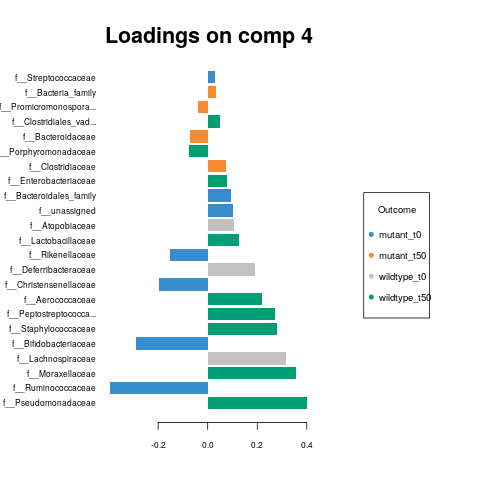 Loadings on comp 4
f__Streptococcaceae
f__Bacteria_family
f__Promicromonospora...
f__Clostridiales_vad...
f__Bacteroidaceae
f__Porphyromonadaceae
f__Clostridiaceae
f__Enterobacteriaceae
f__Bacteroidales_family
f__unassigned
f__Atopobiaceae
f__Lactobacillaceae
f__Rikenellaceae
f__Deferribacteraceae
f__Christensenellaceae
f__Aerococcaceae
f__Peptostreptococca...
f__Staphylococcaceae
f__Bifidobacteriaceae
f__Lachnospiraceae
f__Moraxellaceae
f__Ruminococcaceae
f__Pseudomonadaceae
-0.2 0.0 0.2 0.4
Outcome
mutant_t0
mutant_t50
wildtype_t0
wildtype_t50